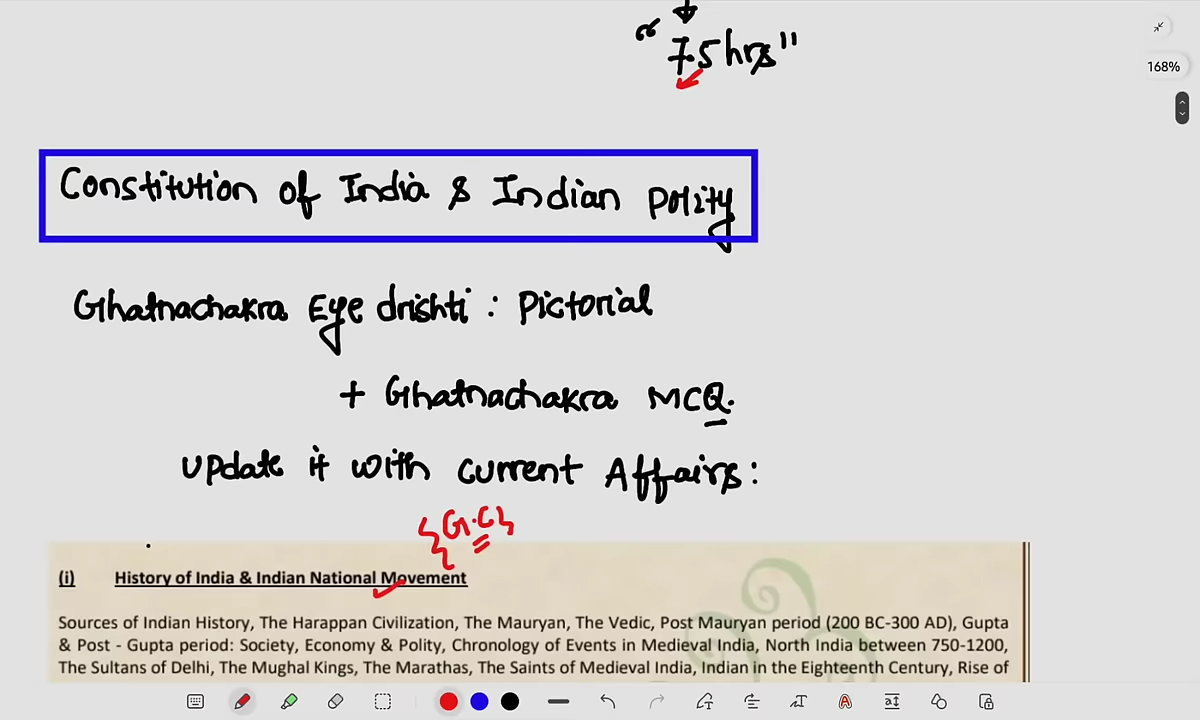 "7.5 hrs"
168%
Constitution of India & Indian Polity
Ghatnachakra Eye drishti : Pictorial
+ Ghatnachakra MCQ.
Update it with Current Affairs:
{G.C}
(i) History of India & Indian National Movement
Sources of Indian History, The Harappan Civilization, The Mauryan, The Vedic, Post Mauryan period (200 BC-300 AD), Gupta
& Post - Gupta period: Society, Economy & Polity, Chronology of Events in Medieval India, North India between 750-1200,
The Sultans of Delhi, The Mughal Kings, The Marathas, The Saints of Medieval India, Indian in the Eighteenth Century, Rise of